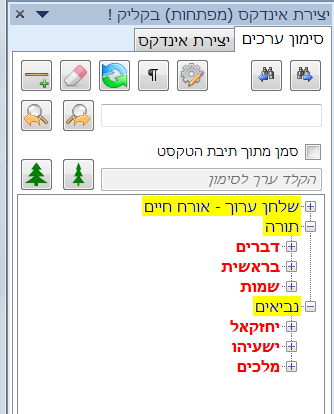 יצירת אינדקס (מפתחות) בקליק !
סימון ערכים
יצירת אינדקס
¶
סמן מתוך תיבת הטקסט
הקלד ערך לסימון
שלחן ערוך - אורח חיים
תורה
דברים
בראשית
שמות
נביאים
יחזקאל
ישעיהו
מלכים